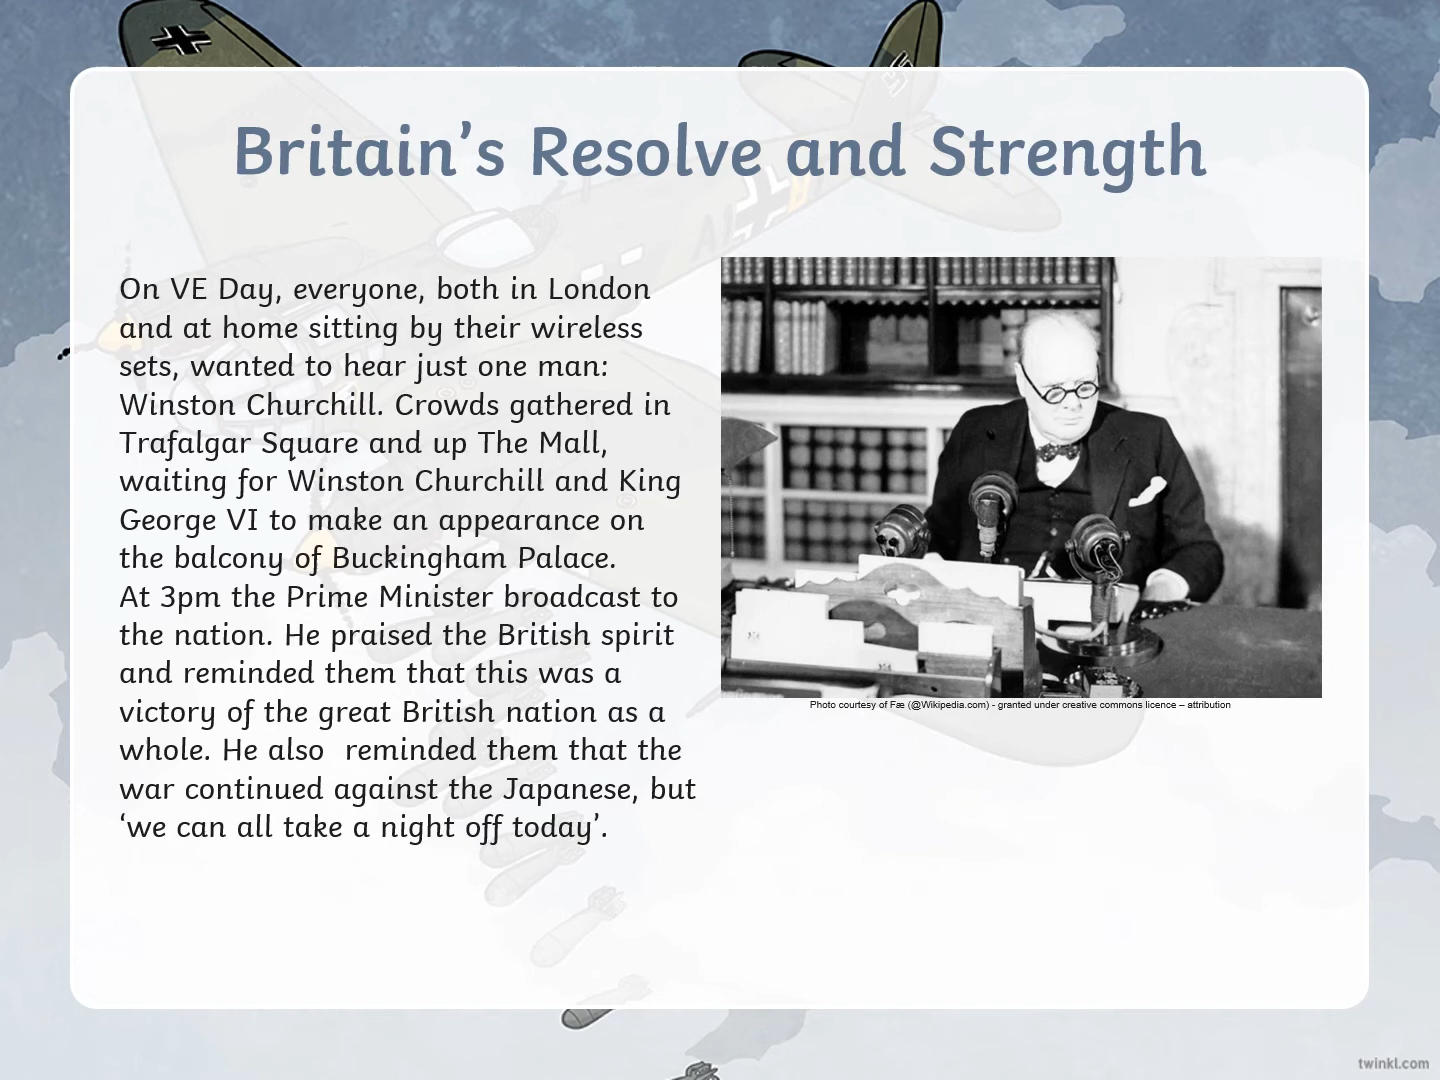 Britain’s Resolve and Strength
On VE Day, everyone, both in London
and at home sitting by their wireless
sets, wanted to hear just one man:
Winston Churchill. Crowds gathered in
Trafalgar Square and up The Mall,
waiting for Winston Churchill and King
George VI to make an appearance on
the balcony of Buckingham Palace.
At 3pm the Prime Minister broadcast to
the nation. He praised the British spirit
and reminded them that this was a
victory of the great British nation as a
whole. He also  reminded them that the
war continued against the Japanese, but
‘we can all take a night off today’.
Photo courtesy of Fæ (@Wikipedia.com) - granted under creative commons licence – attribution
twinkl.com